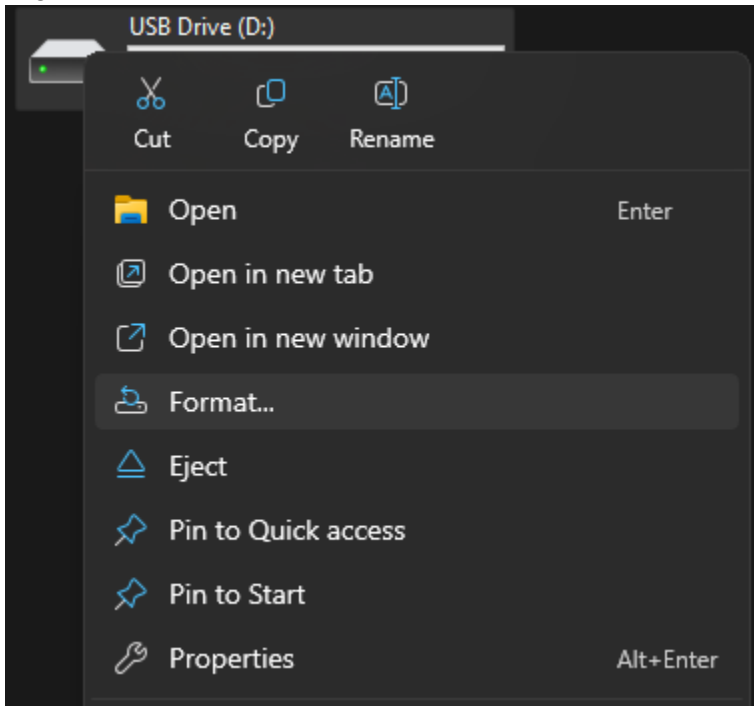 USB Drive (D:)
Cut Copy Rename
Open Enter
Open in new tab
Open in new window
Format...
Eject
Pin to Quick access
Pin to Start
Properties Alt+Enter